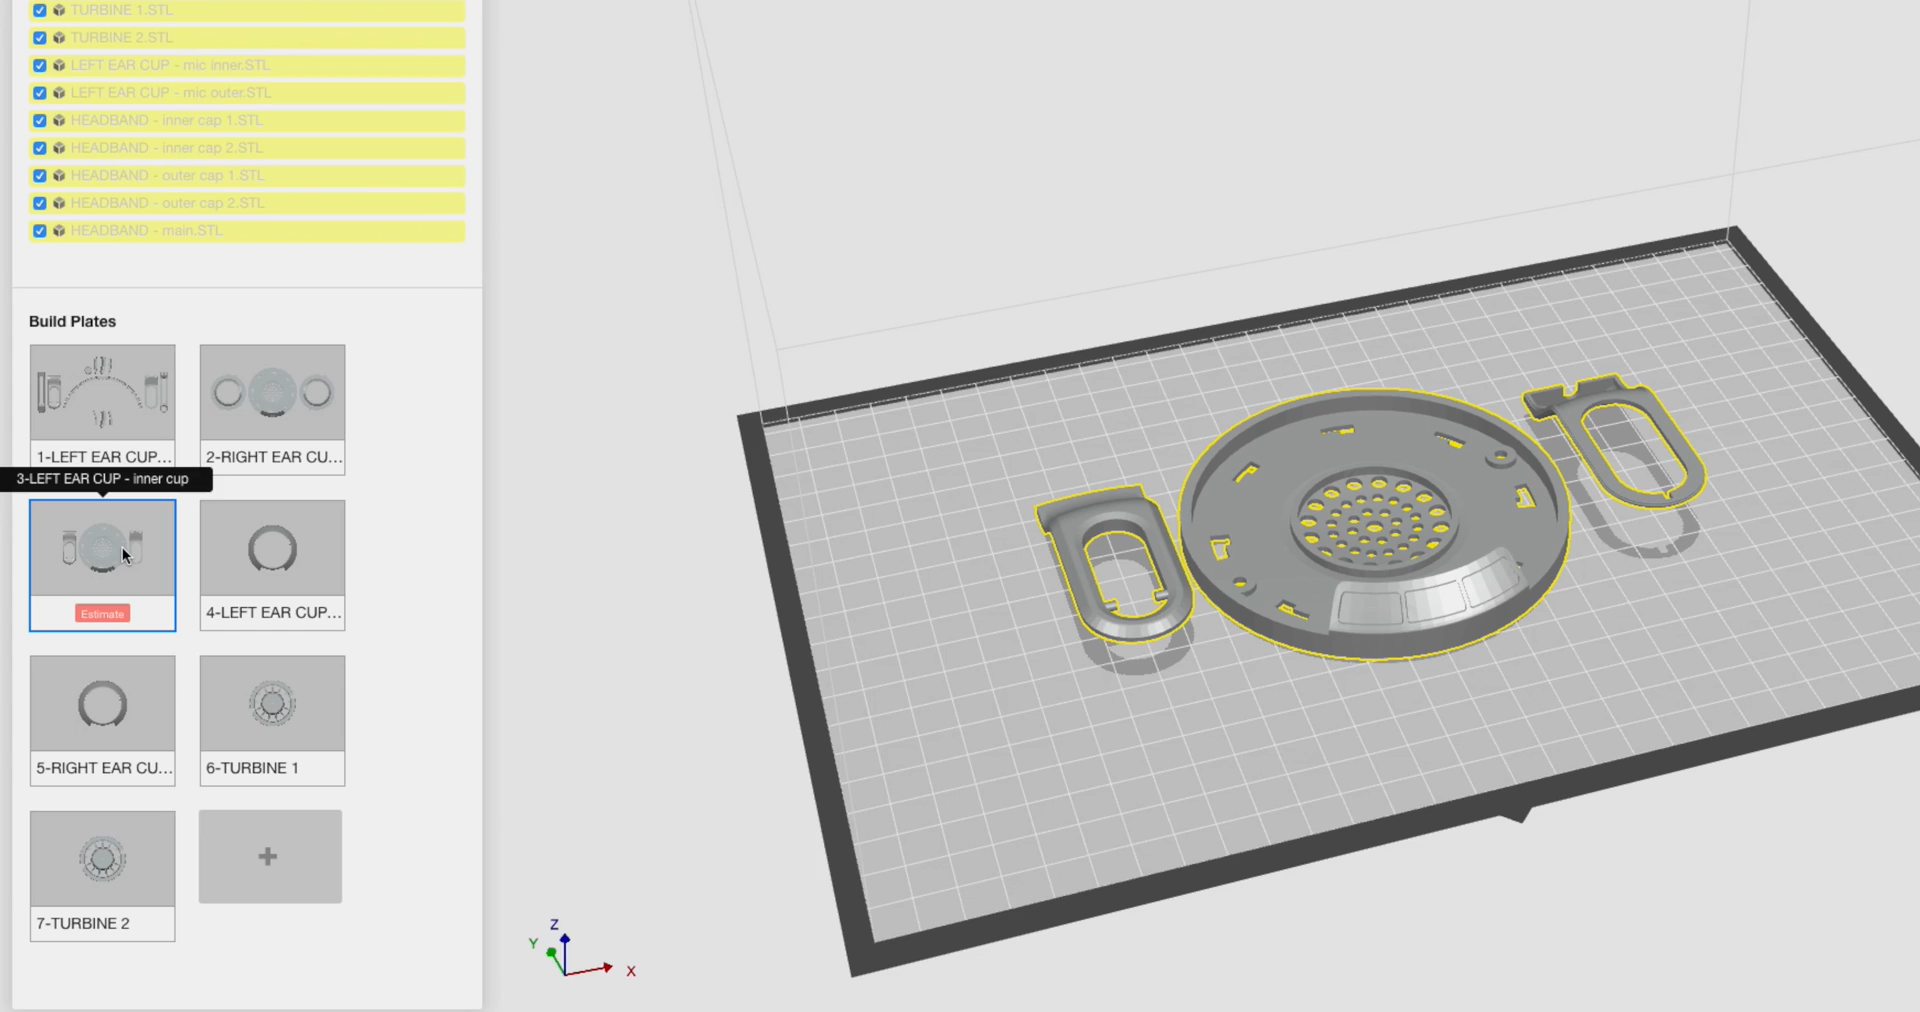 TURBINE 1.STL
TURBINE 2.STL
LEFT EAR CUP - mic inner.STL
LEFT EAR CUP - mic outer.STL
HEADBAND - inner cap 1.STL
HEADBAND - inner cap 2.STL
HEADBAND - outer cap 1.STL
HEADBAND - outer cap 2.STL
HEADBAND - main.STL
Build Plates
1-LEFT EAR CUP...
2-RIGHT EAR CU...
3-LEFT EAR CUP - inner cup
Estimate
4-LEFT EAR CUP...
5-RIGHT EAR CU...
6-TURBINE 1
7-TURBINE 2
Z
Y
X